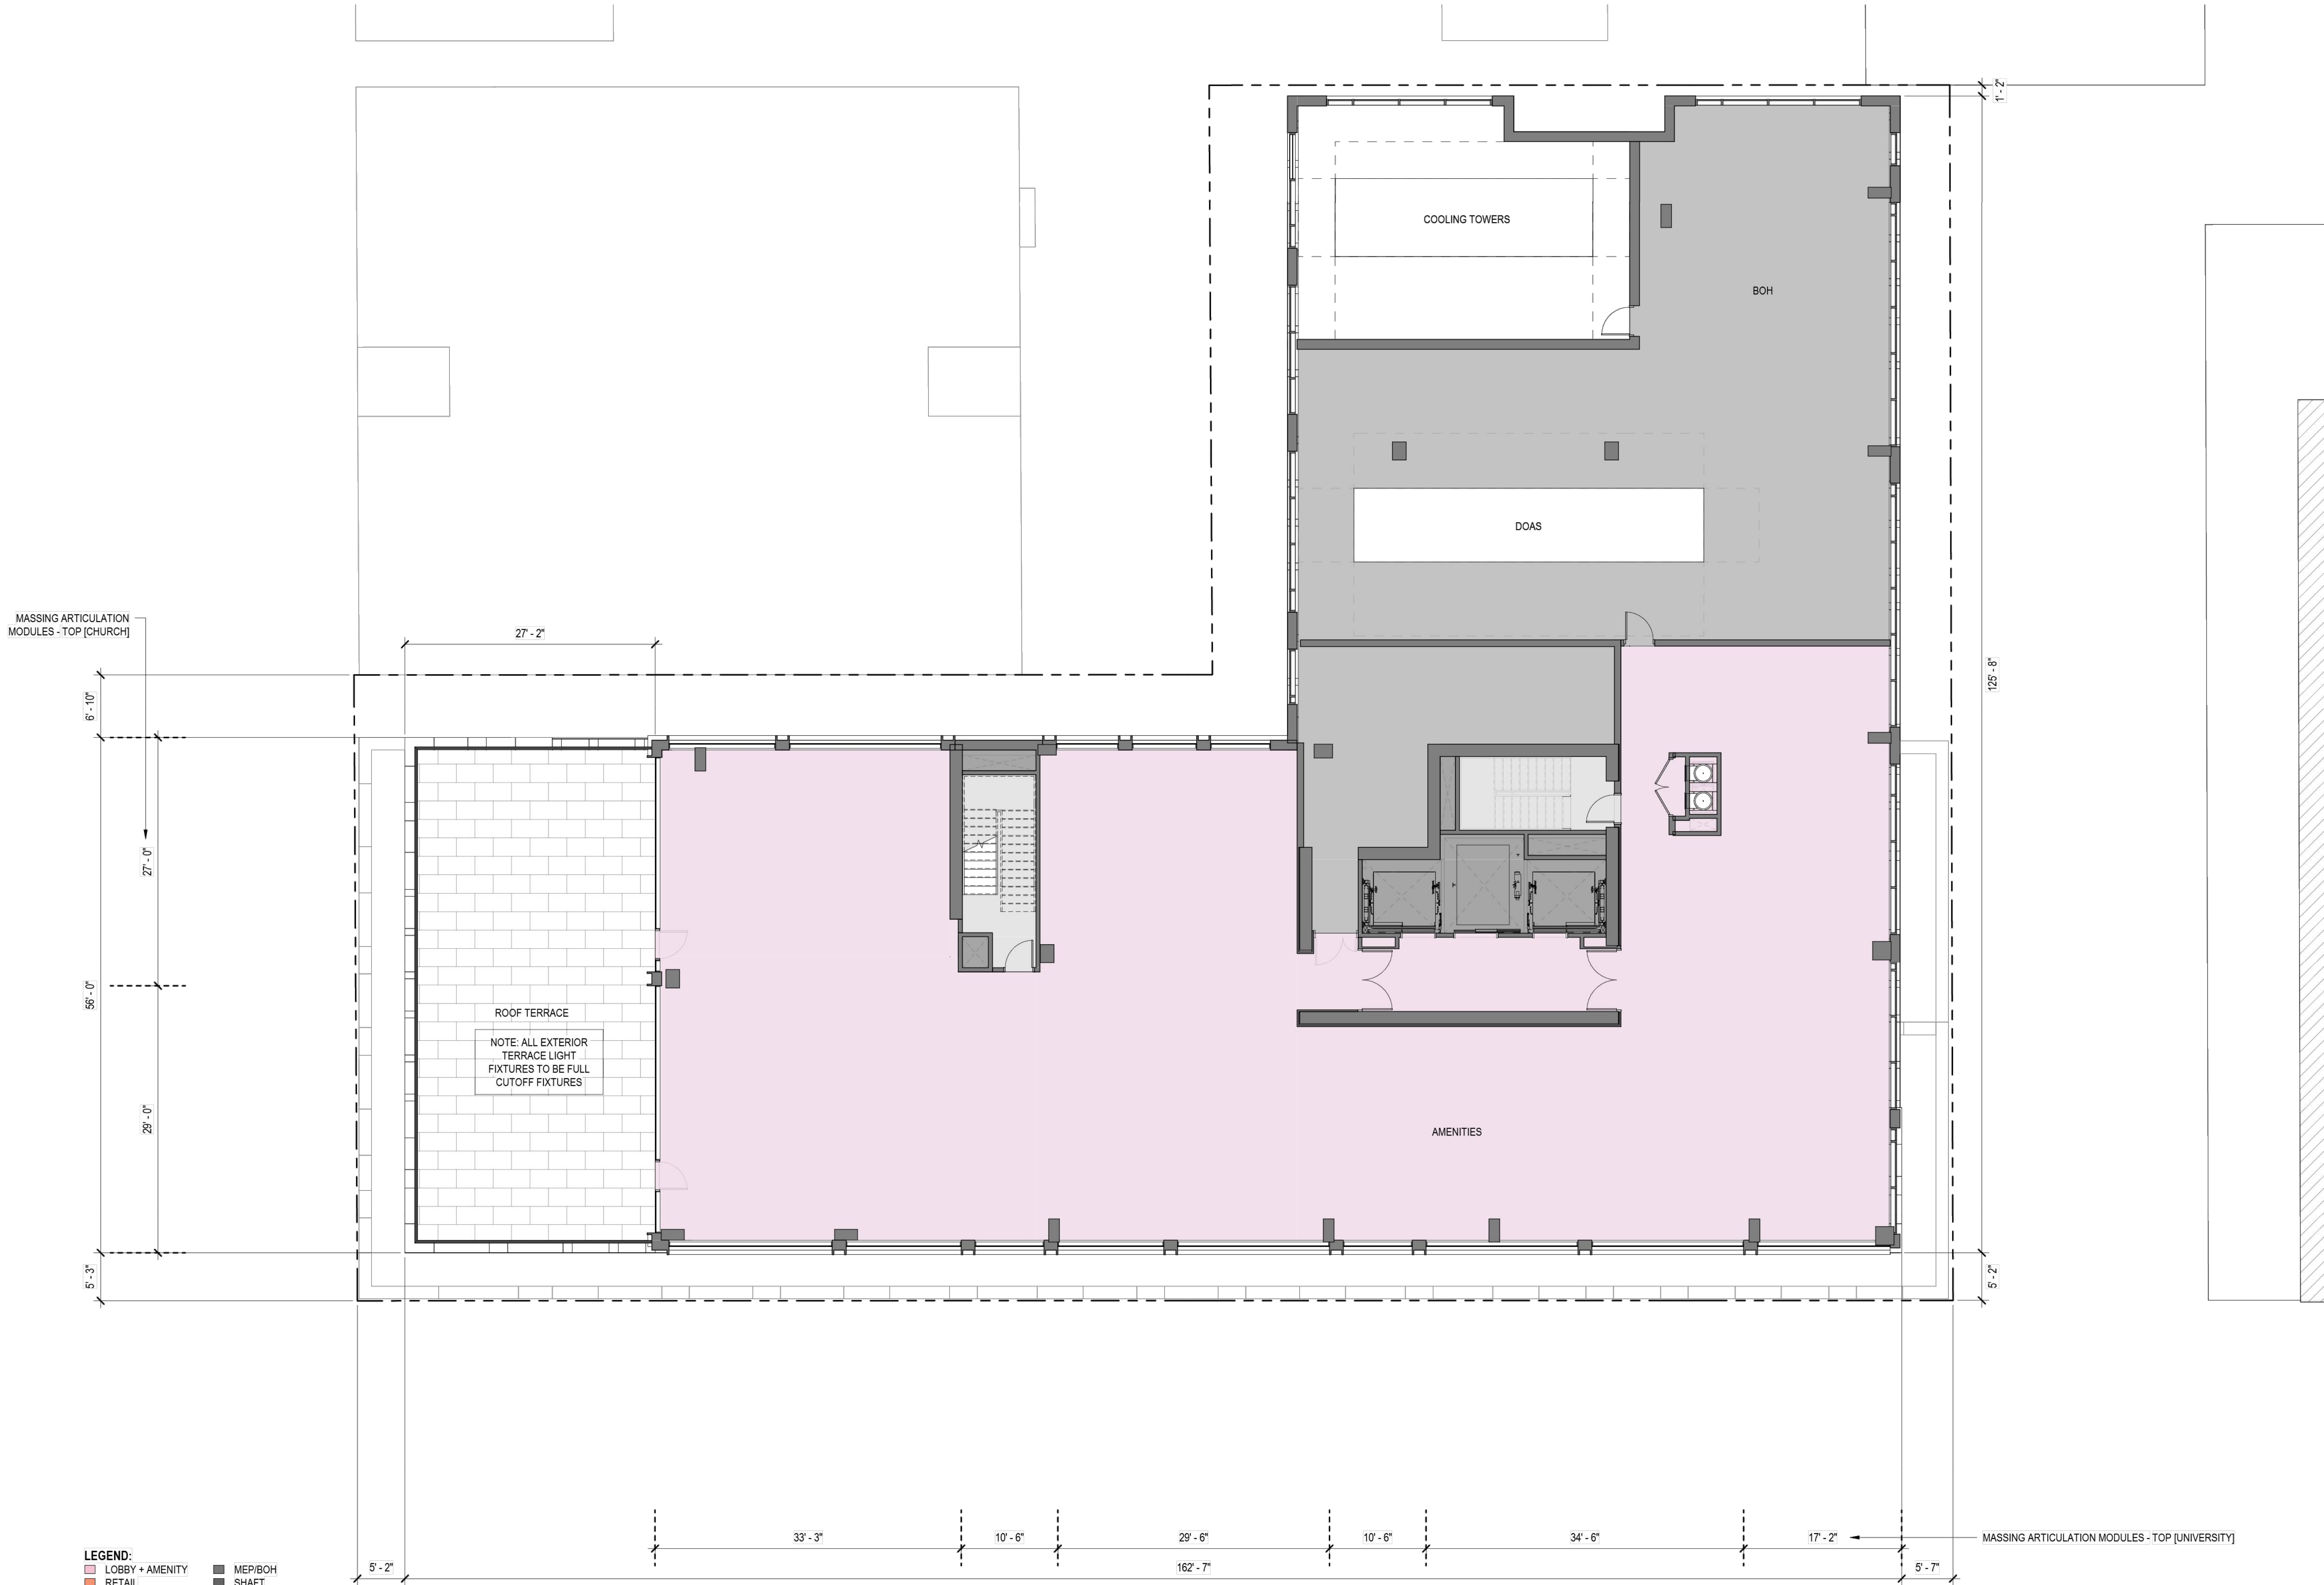 1' - 2"
COOLING TOWERS
BOH
DOAS
MASSING ARTICULATION
MODULES - TOP [CHURCH]
27' - 2"
6' - 10"
125' - 8"
27' - 0"
56' - 0"
ROOF TERRACE
NOTE: ALL EXTERIOR
TERRACE LIGHT
FIXTURES TO BE FULL
CUTOFF FIXTURES
29' - 0"
AMENITIES
5' - 3"
5' - 2"
33' - 3"
10' - 6"
29' - 6"
10' - 6"
34' - 6"
17' - 2"
MASSING ARTICULATION MODULES - TOP [UNIVERSITY]
5' - 2"
162' - 7"
5' - 7"
LEGEND:
LOBBY + AMENITY
MEP/BOH
RETAIL
SHAFT